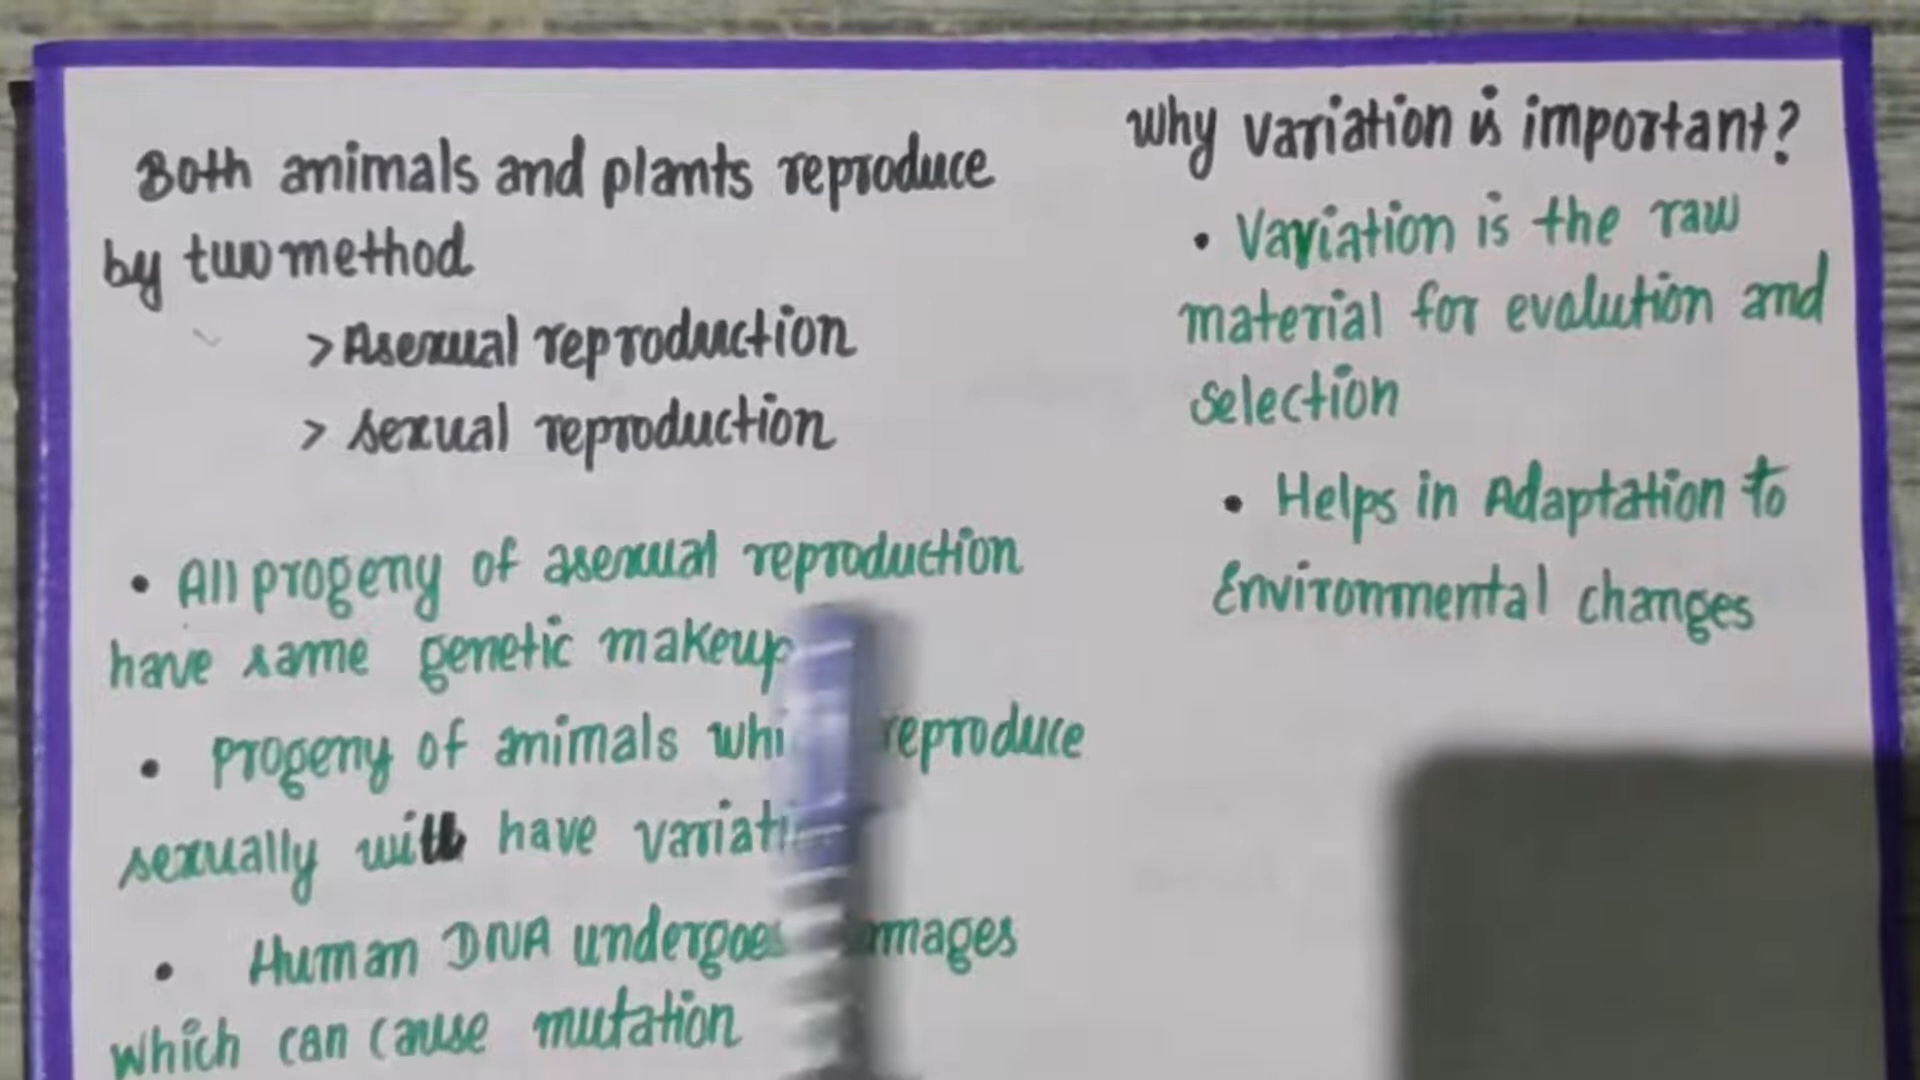 Both animals and plants reproduce
by two method
> Asexual reproduction
> sexual reproduction
• All progeny of asexual reproduction
have same genetic makeup
• progeny of animals reproduce
sexually will have
• Human DNA undergoes
which can cause mutation
why variation is important?
• Variation is the raw
material for evalution and
selection
• Helps in Adaptation to
Environmental changes